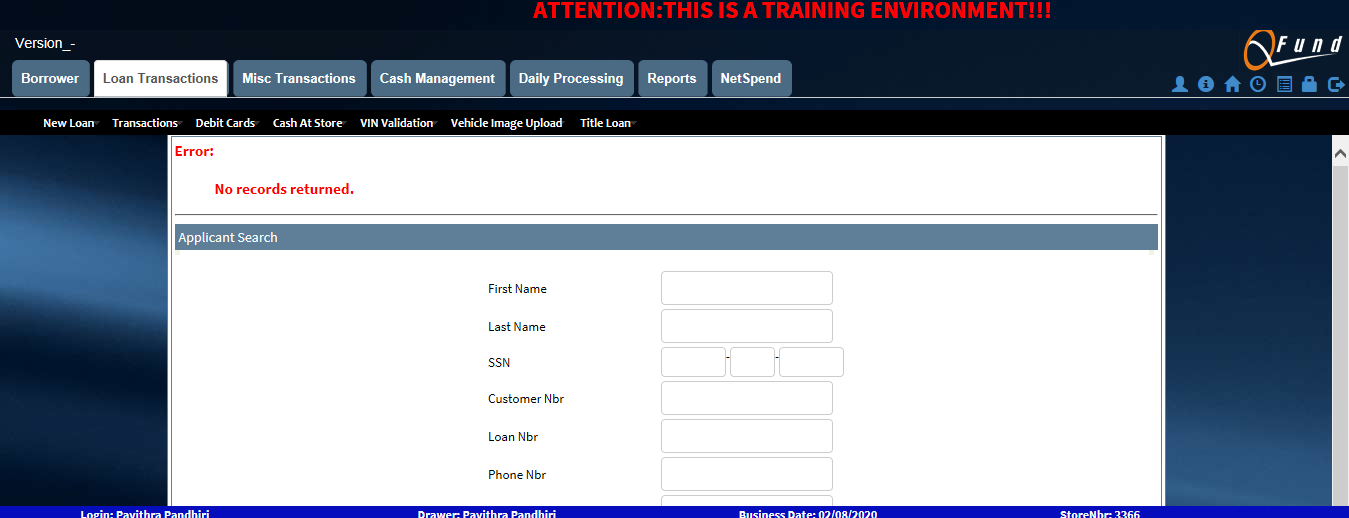 ATTENTION:THIS IS A TRAINING ENVIRONMENT!!!
Version_-
QFund
Borrower Loan Transactions Misc Transactions Cash Management Daily Processing Reports NetSpend
New Loan Transactions Debit Cards Cash At Store VIN Validation Vehicle Image Upload Title Loan
Error:
No records returned.
Applicant Search
First Name
Last Name
SSN - -
Customer Nbr
Loan Nbr
Phone Nbr
Login: Pavithra Pandhiri Drawer: Pavithra Pandhiri Business Date: 02/08/2020 StoreNbr: 3366